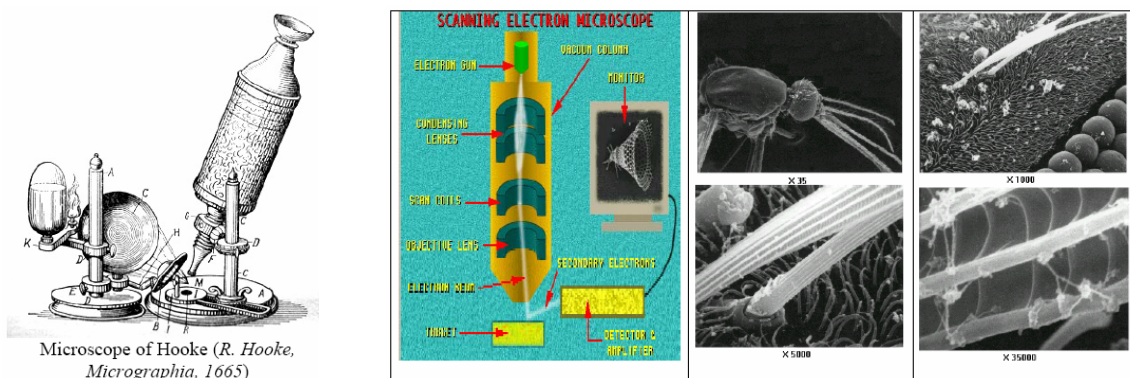 A
C
K
G
H
D
F
D
C
E
M
A
B
R
Microscope of Hooke (R. Hooke,
Micrographia, 1665)
SCANNING ELECTRON MICROSCOPE
ELECTRON GUN
VACUUM COLUMN
MONITOR
CONDENSING
LENSES
SCAN COILS
OBJECTIVE LENS
SECONDARY ELECTRONS
ELECTRON BEAM
TARGET
DETECTOR &
AMPLIFIER
X 35
X 1000
X 5000
X 35000